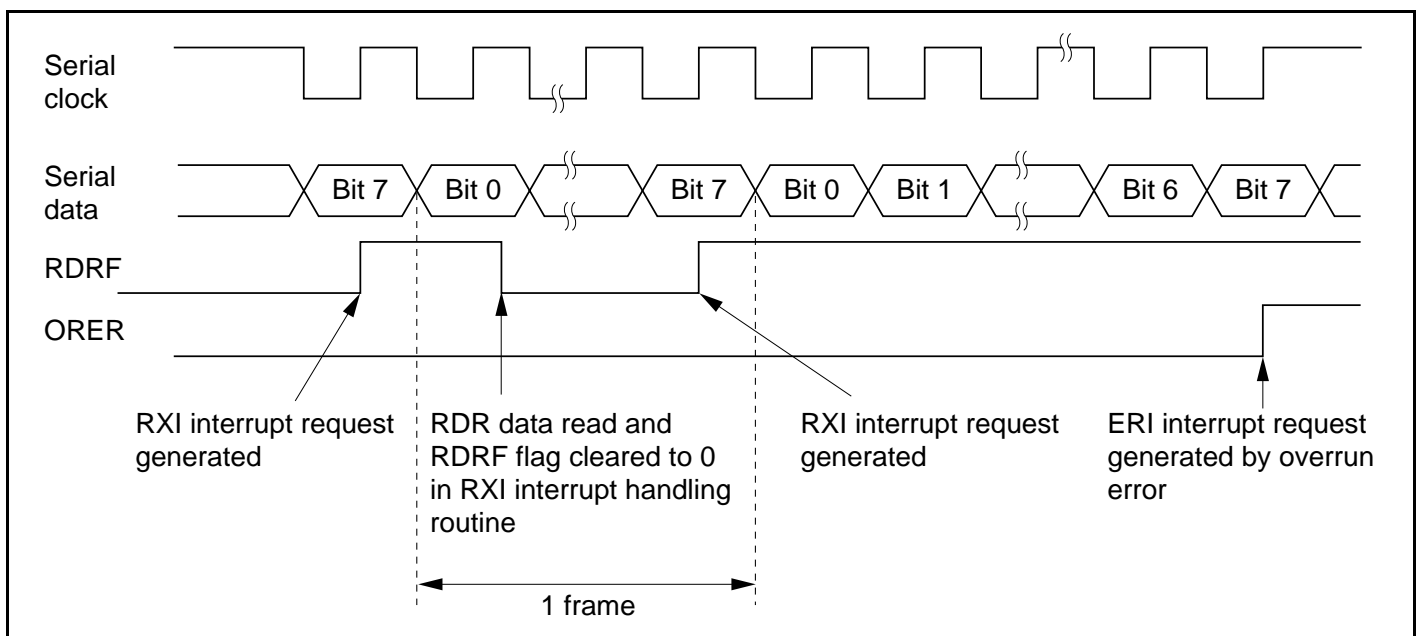 Serial
clock
Serial
data
Bit 7
Bit 0
Bit 7
Bit 0
Bit 1
Bit 6
Bit 7
RDRF
ORER
RXI interrupt request
generated
RDR data read and
RDRF flag cleared to 0
in RXI interrupt handling
routine
RXI interrupt request
generated
ERI interrupt request
generated by overrun
error
1 frame